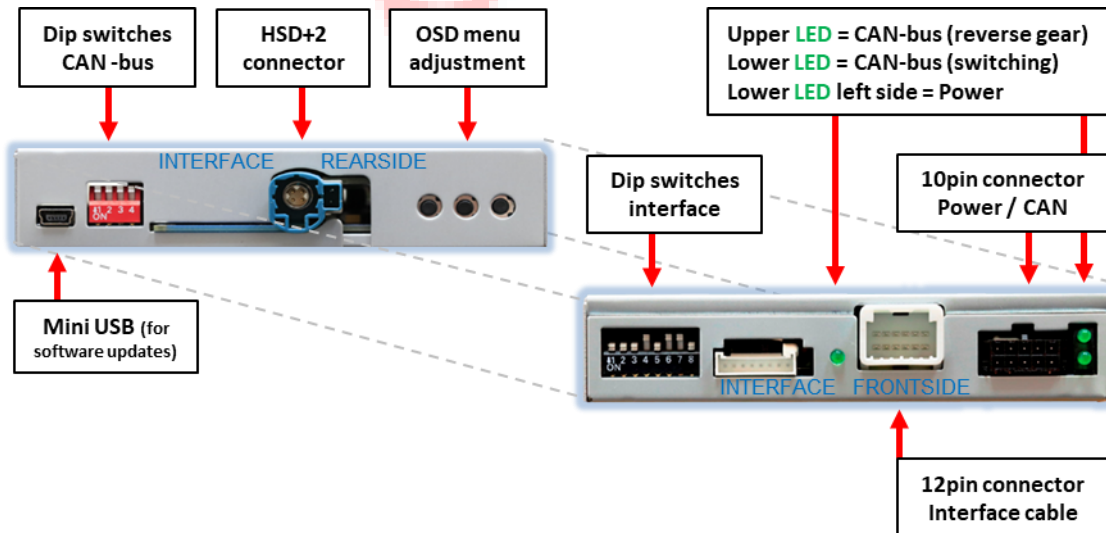 Dip switches
CAN -bus
HSD+2
connector
OSD menu
adjustment
Upper LED = CAN-bus (reverse gear)
Lower LED = CAN-bus (switching)
Lower LED left side = Power
INTERFACE REARSIDE
1 2 3 4
ON
Dip switches
interface
10pin connector
Power / CAN
Mini USB (for
software updates)
1 2 3 4 5 6 7 8
ON
INTERFACE FRONTSIDE
12pin connector
Interface cable